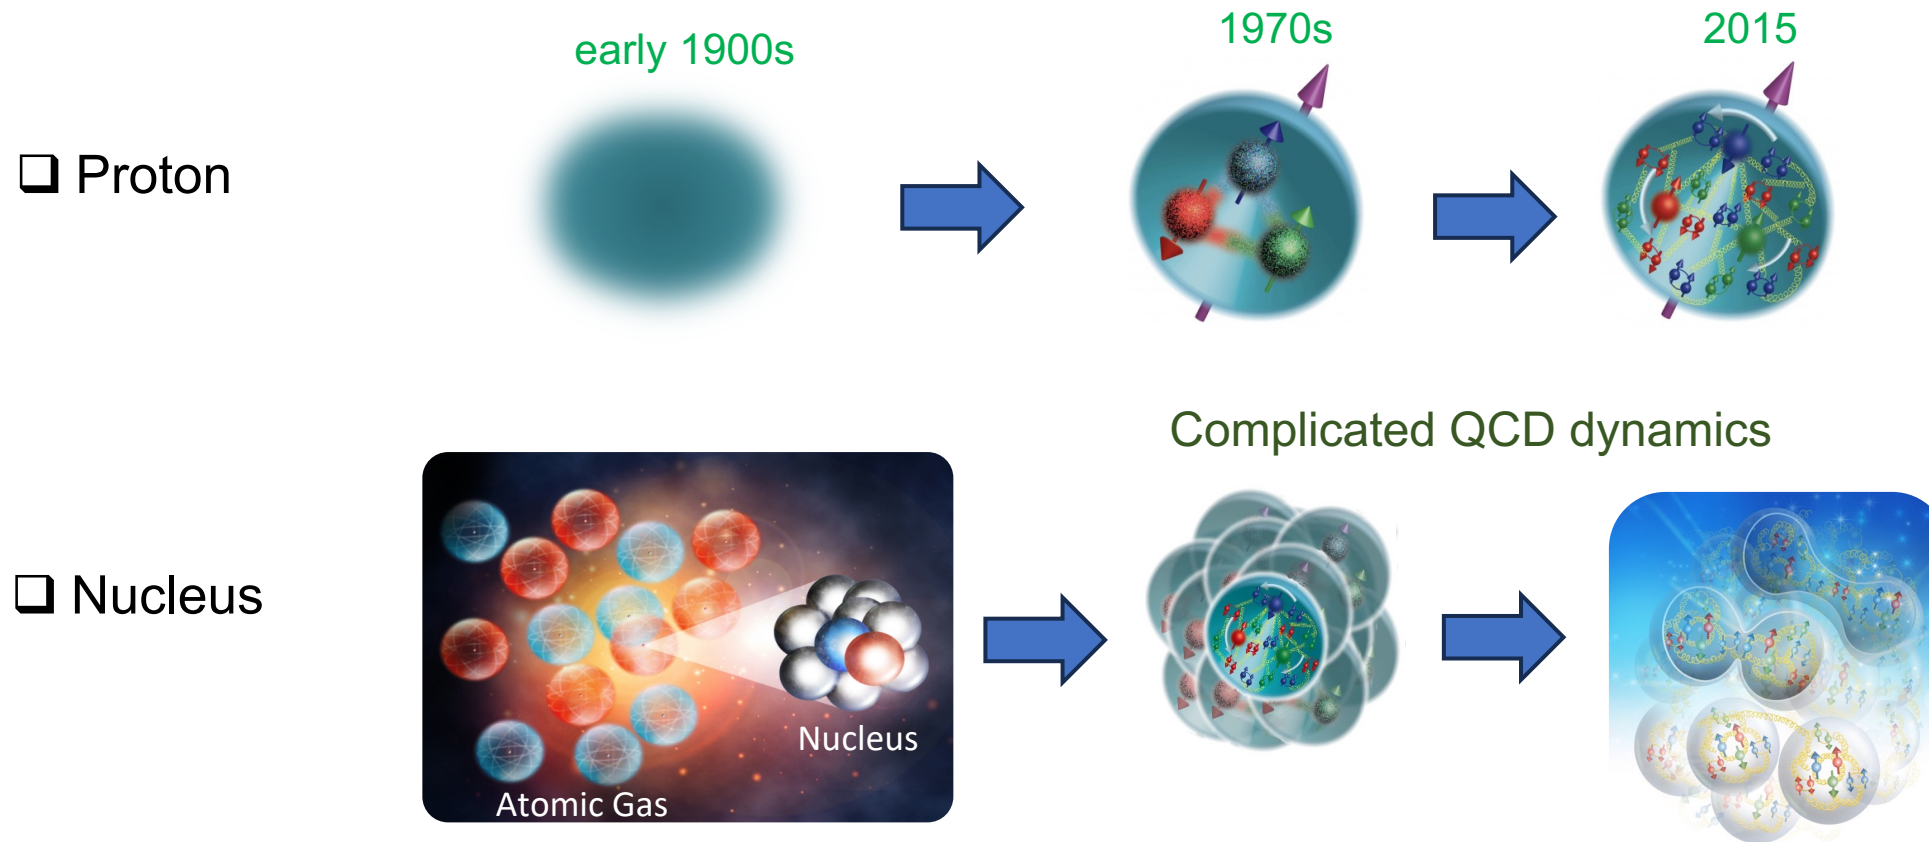 early 1900s
1970s
2015
Proton
Complicated QCD dynamics
Nucleus
Nucleus
Atomic Gas